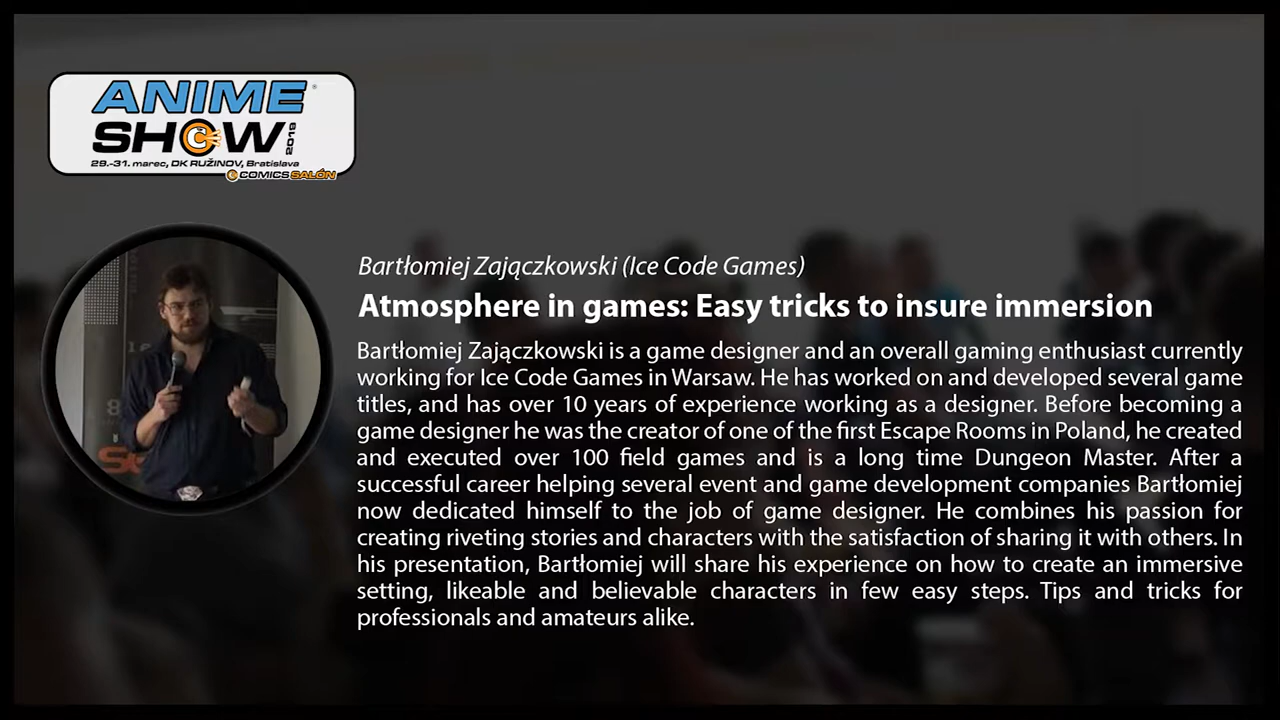 ANIME
SHOW 2019
29.-31. marec, DK RUŽINOV, Bratislava
COMICS SALÓN
Bartłomiej Zajączkowski (Ice Code Games)
Atmosphere in games: Easy tricks to insure immersion
Bartłomiej Zajączkowski is a game designer and an overall gaming enthusiast currently
working for Ice Code Games in Warsaw. He has worked on and developed several game
titles, and has over 10 years of experience working as a designer. Before becoming a
game designer he was the creator of one of the first Escape Rooms in Poland, he created
and executed over 100 field games and is a long time Dungeon Master. After a
successful career helping several event and game development companies Bartłomiej
now dedicated himself to the job of game designer. He combines his passion for
creating riveting stories and characters with the satisfaction of sharing it with others. In
his presentation, Bartłomiej will share his experience on how to create an immersive
setting, likeable and believable characters in few easy steps. Tips and tricks for
professionals and amateurs alike.